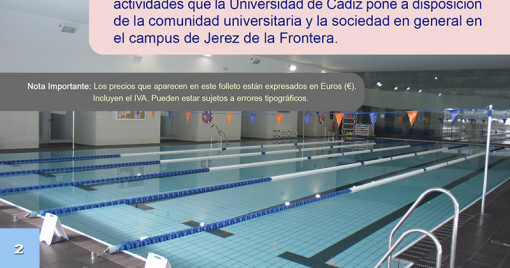 actividades que la Universidad de Cádiz pone a disposición
de la comunidad universitaria y la sociedad en general en
el campus de Jerez de la Frontera.
Nota Importante: Los precios que aparecen en este folleto están expresados en Euros (€).
Incluyen el IVA. Pueden estar sujetos a errores tipográficos.
2